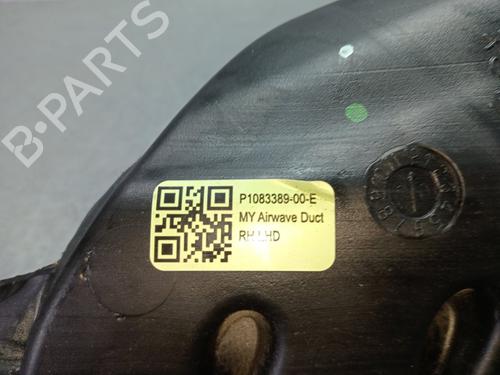 B-PARTS
P1083389-00-E
MY Airwave Duct
RH LHD